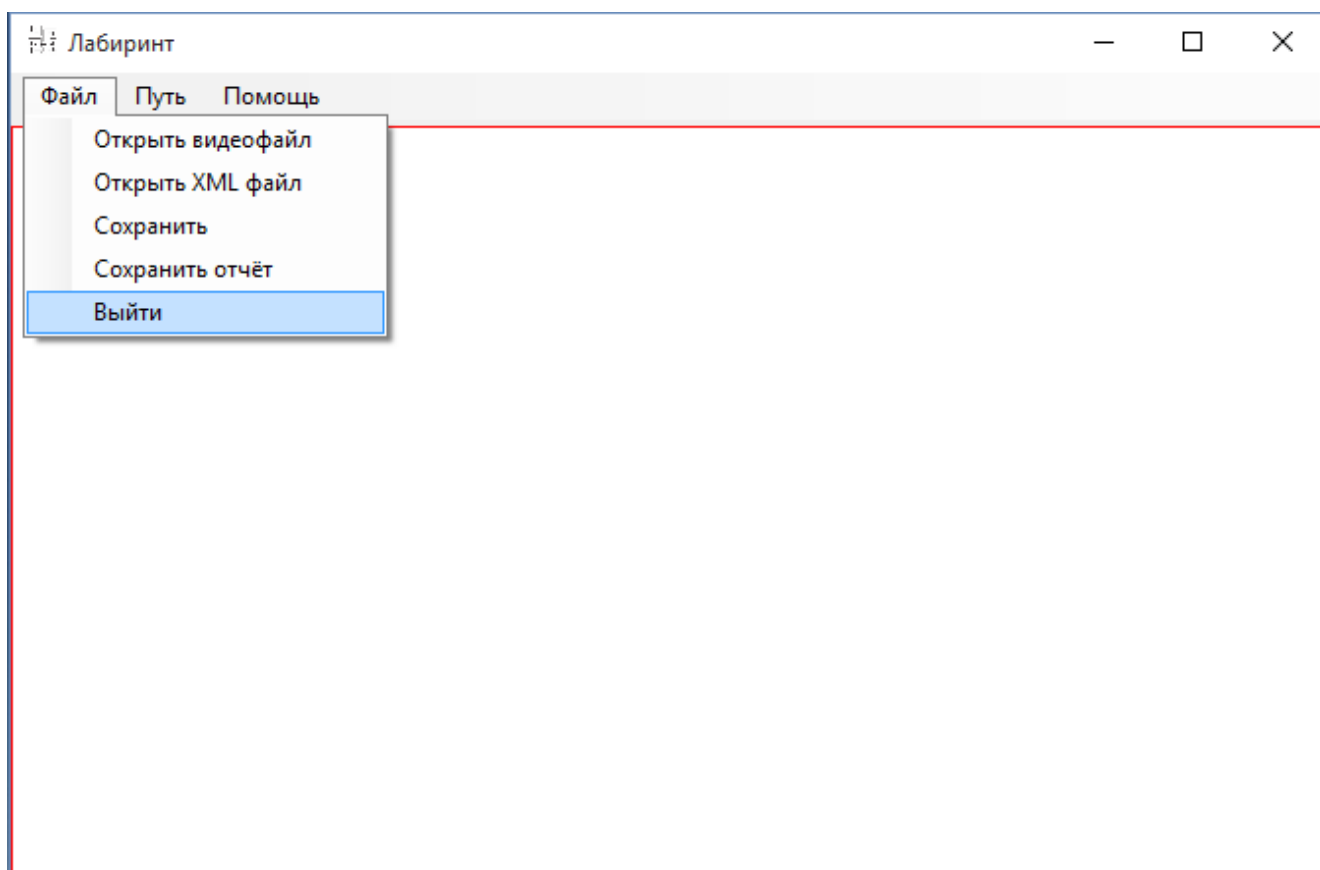 Лабиринт
Файл Путь Помощь
Открыть видеофайл
Открыть XML файл
Сохранить
Сохранить отчёт
Выйти